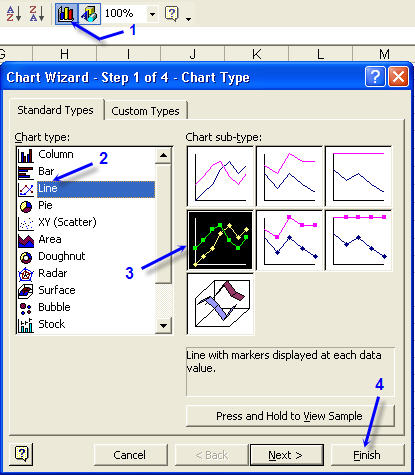 A Z
Z A
100%
?
1
G H I J K L M
Chart Wizard - Step 1 of 4 - Chart Type
?
X
Standard Types
Custom Types
Chart type:
Chart sub-type:
Column
Bar
Line
Pie
XY (Scatter)
Area
Doughnut
Radar
Surface
Bubble
Stock
2
3
Line with markers displayed at each data
value.
4
Press and Hold to View Sample
?
Cancel
< Back
Next >
Finish